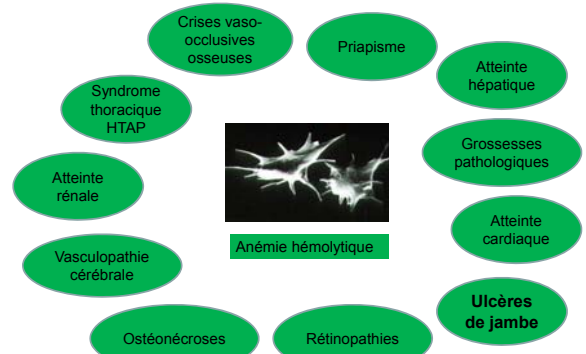 Crises vaso-
occlusives
osseuses
Priapisme
Atteinte
hépatique
Syndrome
thoracique
HTAP
Grossesses
pathologiques
Atteinte
rénale
Atteinte
cardiaque
Anémie hémolytique
Vasculopathie
cérébrale
Ulcères
de jambe
Ostéonécroses
Rétinopathies